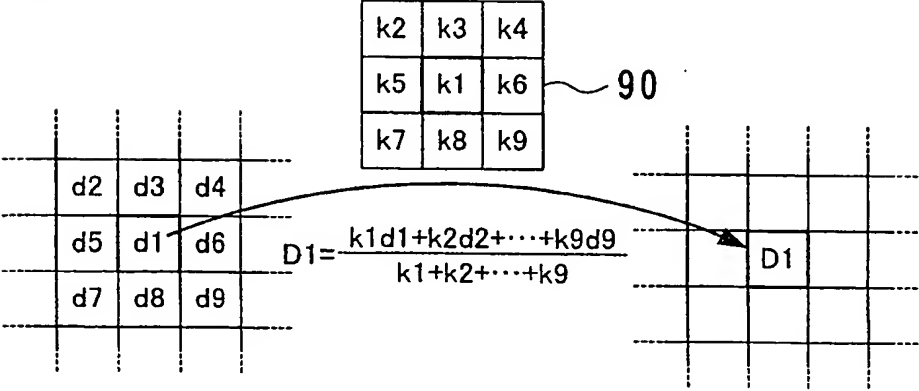 k2 k3 k4
k5 k1 k6
90
k7 k8 k9
d2 d3 d4
d5 d1 d6
d7 d8 d9
D1=k1d1+k2d2+···+k9d9
k1+k2+···+k9
D1